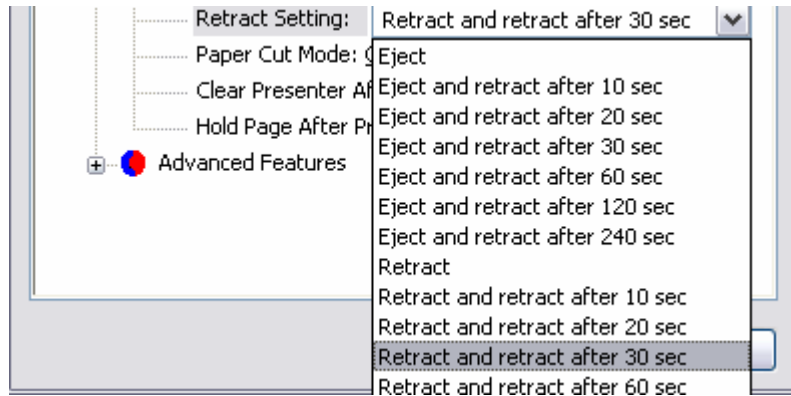 Retract Setting: Retract and retract after 30 sec
Paper Cut Mode:
Clear Presenter
Hold Page After
Advanced Features
Eject
Eject and retract after 10 sec
Eject and retract after 20 sec
Eject and retract after 30 sec
Eject and retract after 60 sec
Eject and retract after 120 sec
Eject and retract after 240 sec
Retract
Retract and retract after 10 sec
Retract and retract after 20 sec
Retract and retract after 30 sec
Retract and retract after 60 sec